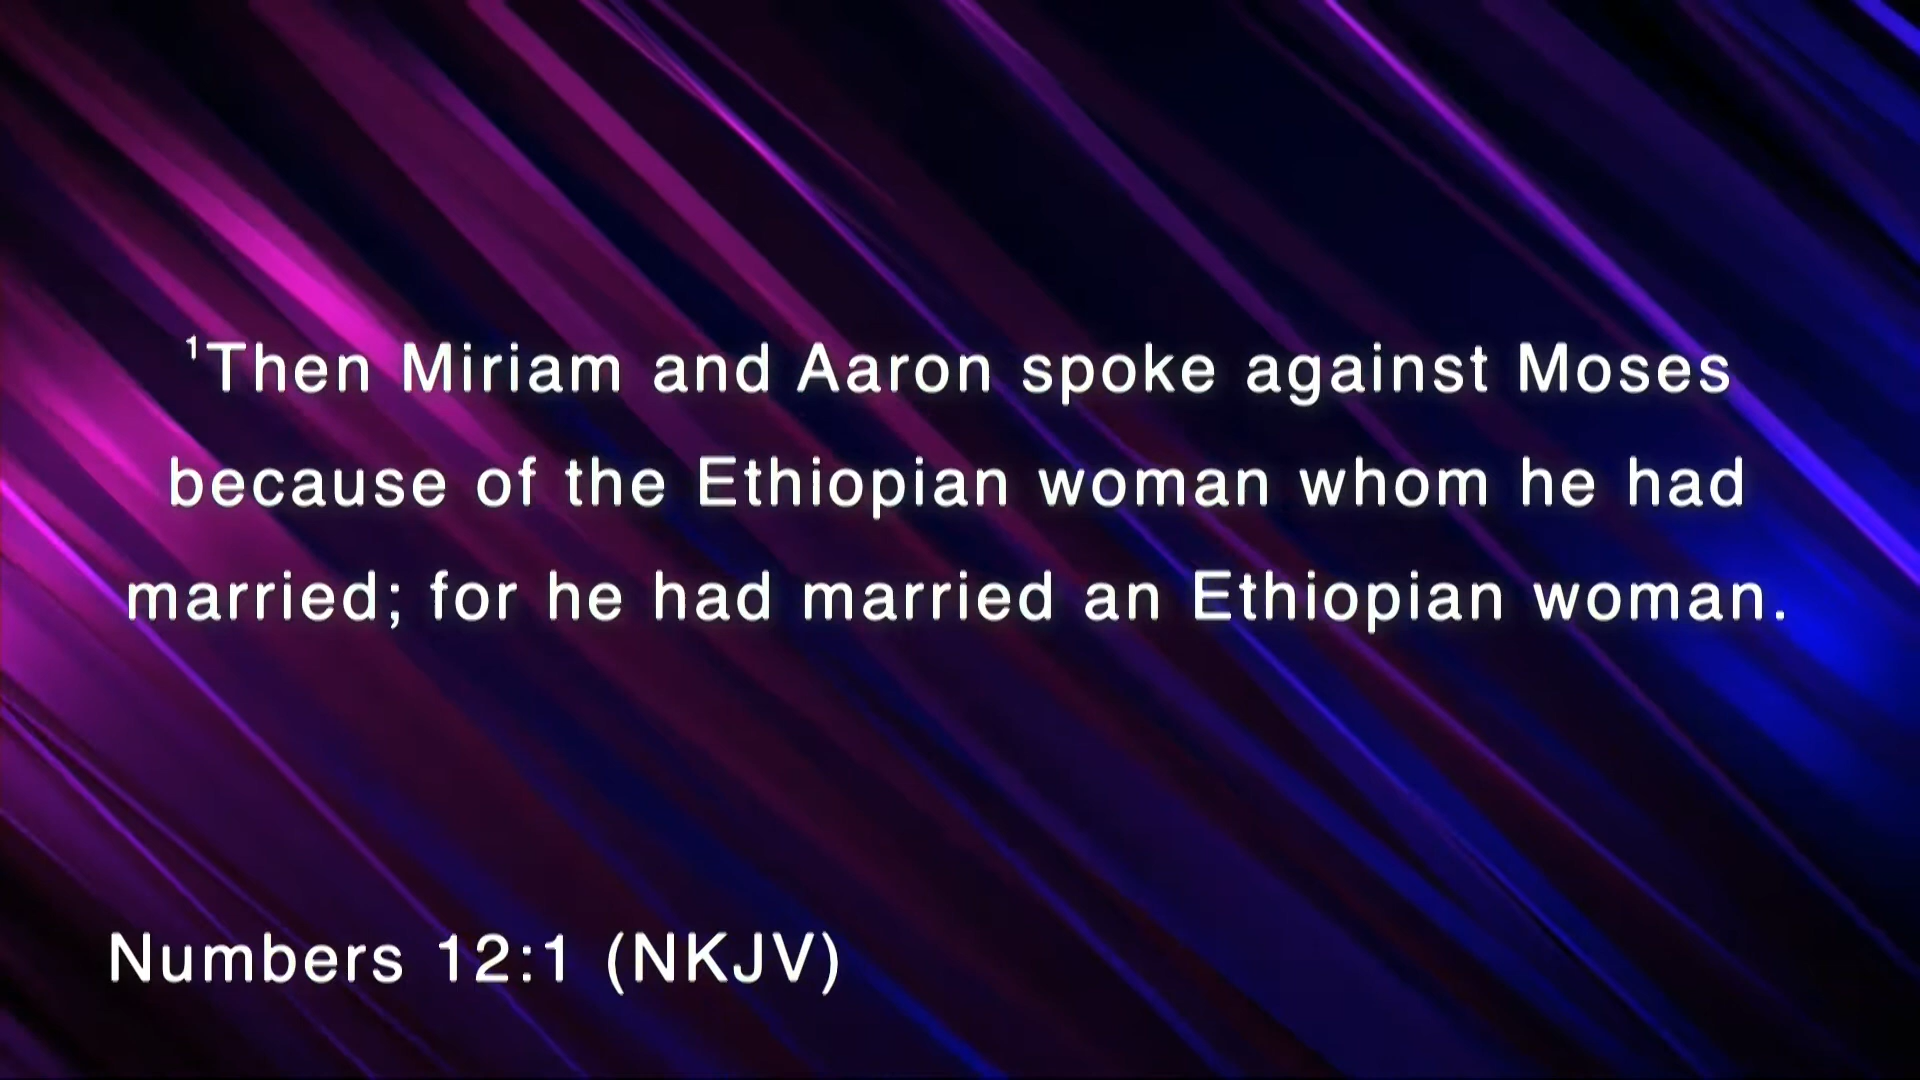 ¹Then Miriam and Aaron spoke against Moses
because of the Ethiopian woman whom he had
married; for he had married an Ethiopian woman.
Numbers 12:1 (NKJV)